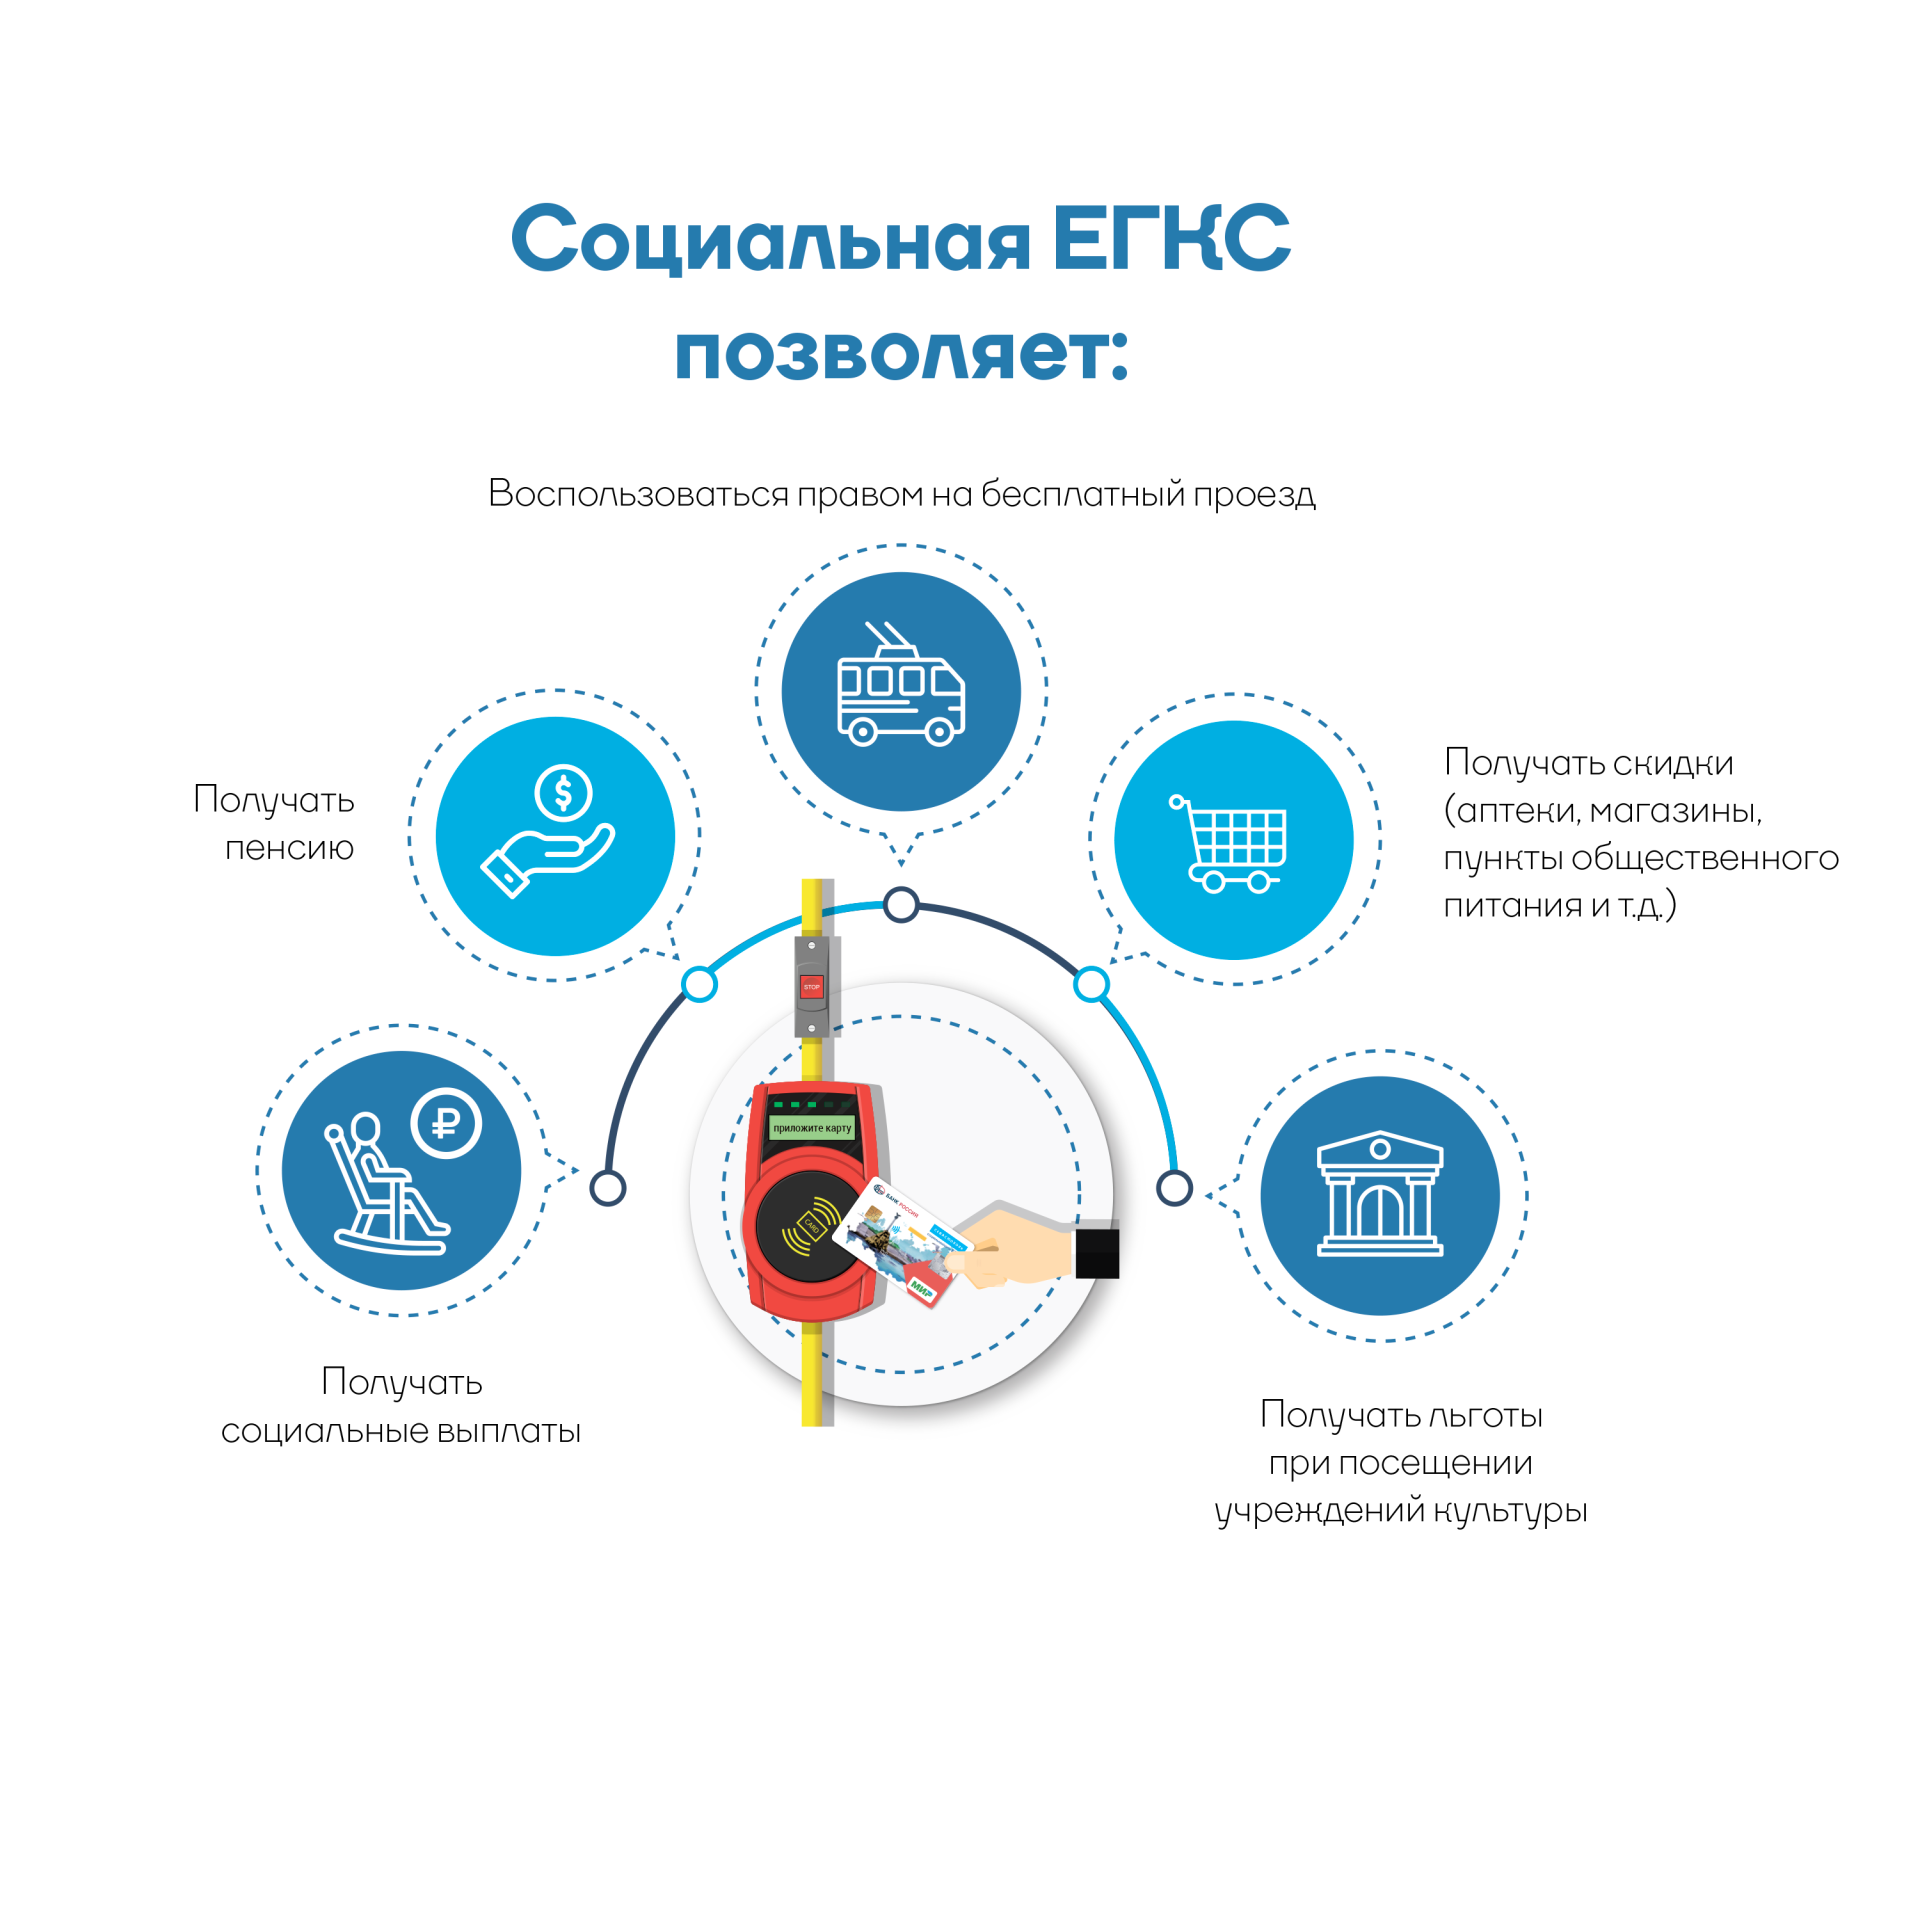 Социальная ЕГКС
позволяет:
Воспользоваться правом на бесплатный проезд
Получать
пенсию
Получать скидки
(аптеки, магазины,
пункты общественного
питания и т.д.)
STOP
приложите карту
CARD
БАНК РОССИЯ
МИР
Получать
социальные выплаты
Получать льготы
при посещении
учреждений культуры